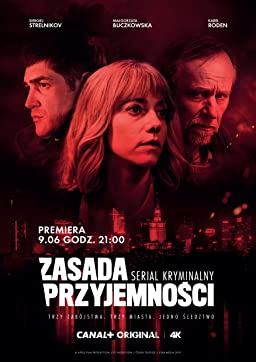 SERGIEJ MAŁGORZATA KAREL
STRELNIKOV BUCZKOWSKA RODEN
PREMIERA
9.06 GODZ. 21:00
ZASADA SERIAL KRYMINALNY
PRZYJEMNOŚCI
TRZY ZABÓJSTWA. TRZY MIASTA. JEDNO ŚLEDZTWO
CANAL+ ORIGINAL | 4K